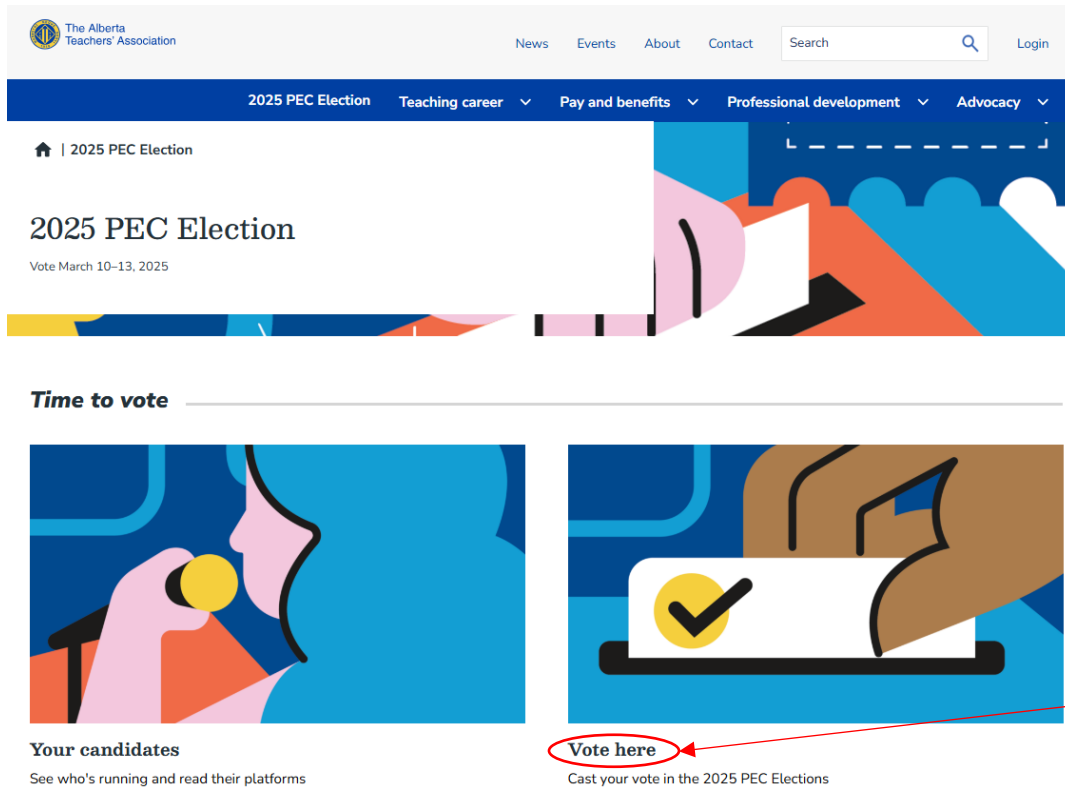 The Alberta
Teachers' Association
News Events About Contact Search Login
2025 PEC Election Teaching career Pay and benefits Professional development Advocacy
| 2025 PEC Election
2025 PEC Election
Vote March 10–13, 2025
Time to vote
Your candidates
See who's running and read their platforms
Vote here
Cast your vote in the 2025 PEC Elections